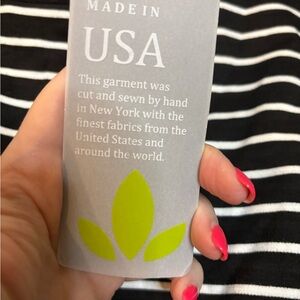 MADE IN
USA
This garment was
cut and sewn by hand
in New York with the
finest fabrics from the
United States and
around the world.